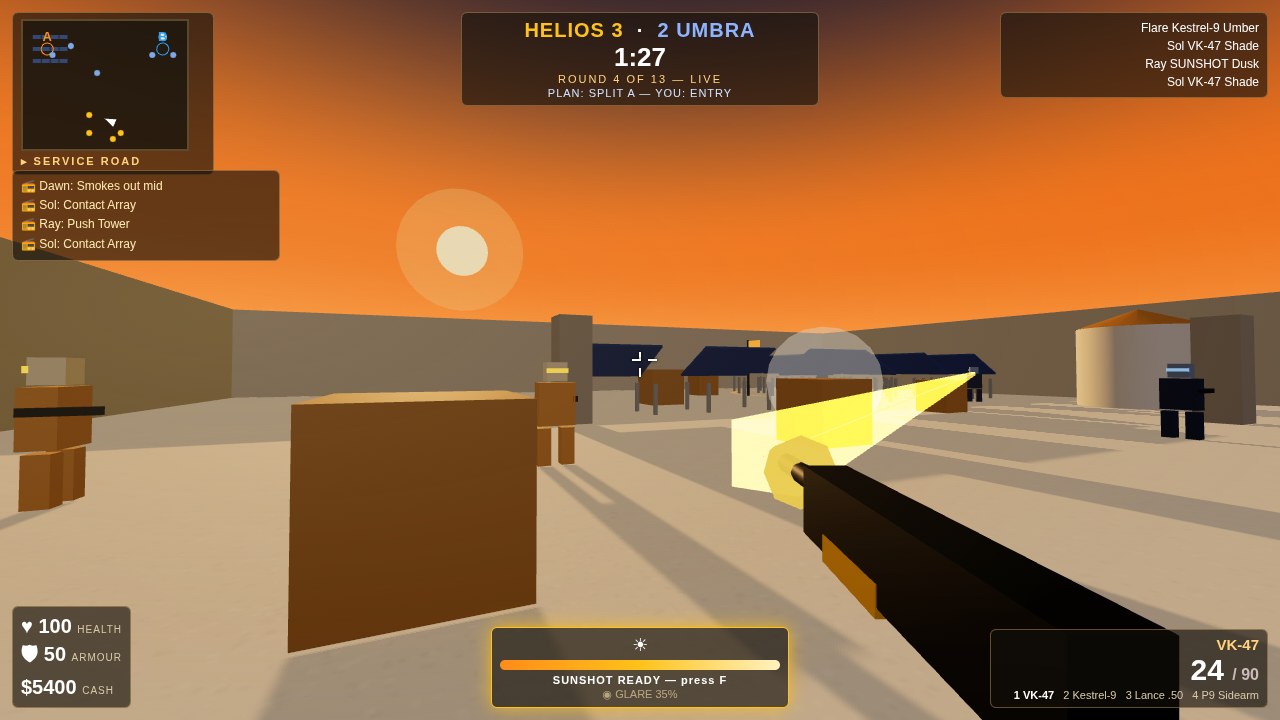 A
B
▸ SERVICE ROAD
Dawn: Smokes out mid
Sol: Contact Array
Ray: Push Tower
Sol: Contact Array
HELIOS 3 · 2 UMBRA
1:27
ROUND 4 OF 13 — LIVE
PLAN: SPLIT A — YOU: ENTRY
Flare Kestrel-9 Umber
Sol VK-47 Shade
Ray SUNSHOT Dusk
Sol VK-47 Shade
100 HEALTH
50 ARMOUR
$5400 CASH
SUNSHOT READY — press F
GLARE 35%
VK-47
24 / 90
1 VK-47 2 Kestrel-9 3 Lance .50 4 P9 Sidearm